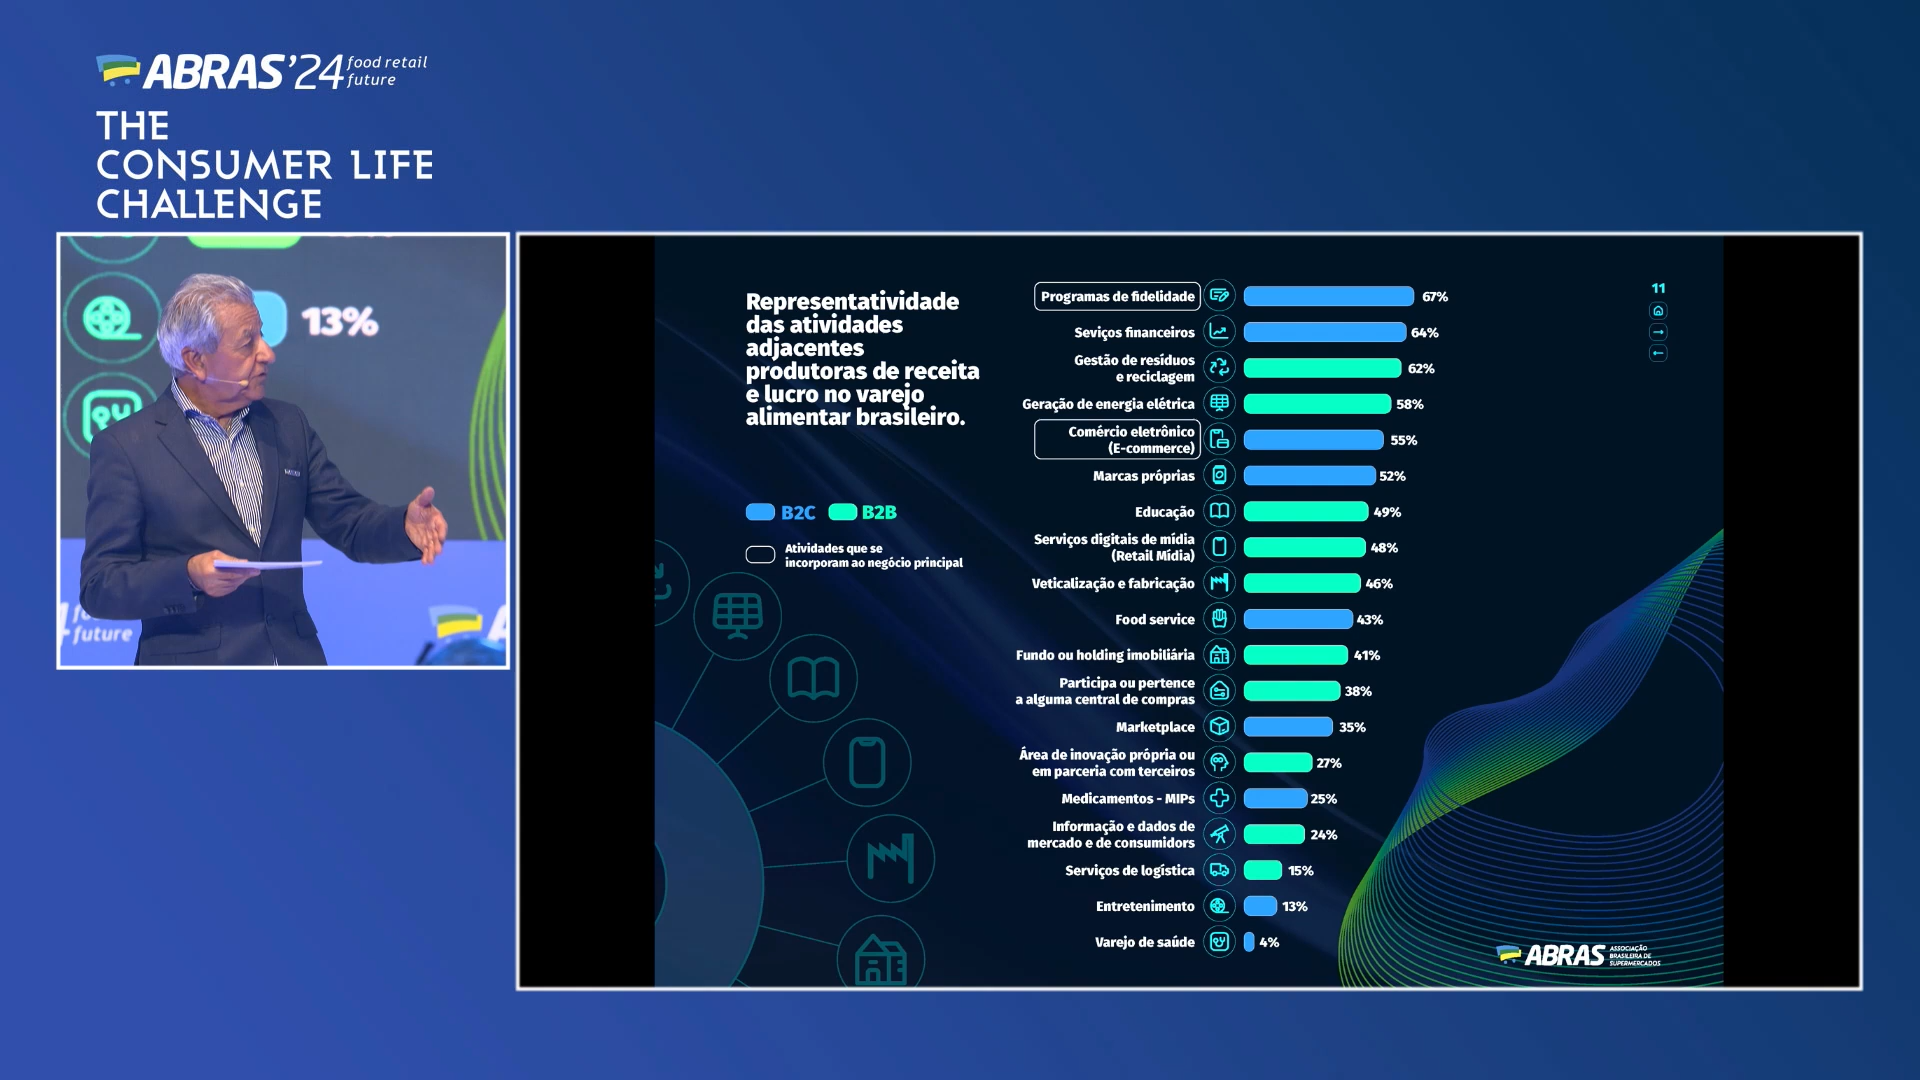 ABRAS'24 food retail
future
THE
CONSUMER LIFE
CHALLENGE
13%
future
Representatividade
das atividades
adjacentes
produtoras de receita
e lucro no varejo
alimentar brasileiro.
B2C B2B
Atividades que se
incorporam ao negócio principal
Programas de fidelidade 67%
Seviços financeiros 64%
Gestão de resíduos
e reciclagem 62%
Geração de energia elétrica 58%
Comércio eletrônico
(E-commerce) 55%
Marcas próprias 52%
Educação 49%
Serviços digitais de mídia
(Retail Mídia) 48%
Veticalização e fabricação 46%
Food service 43%
Fundo ou holding imobiliária 41%
Participa ou pertence
a alguma central de compras 38%
Marketplace 35%
Área de inovação própria ou
em parceria com terceiros 27%
Medicamentos - MIPs 25%
Informação e dados de
mercado e de consumidors 24%
Serviços de logística 15%
Entretenimento 13%
Varejo de saúde 4%
11
ABRAS ASSOCIAÇÃO
BRASILEIRA DE
SUPERMERCADOS